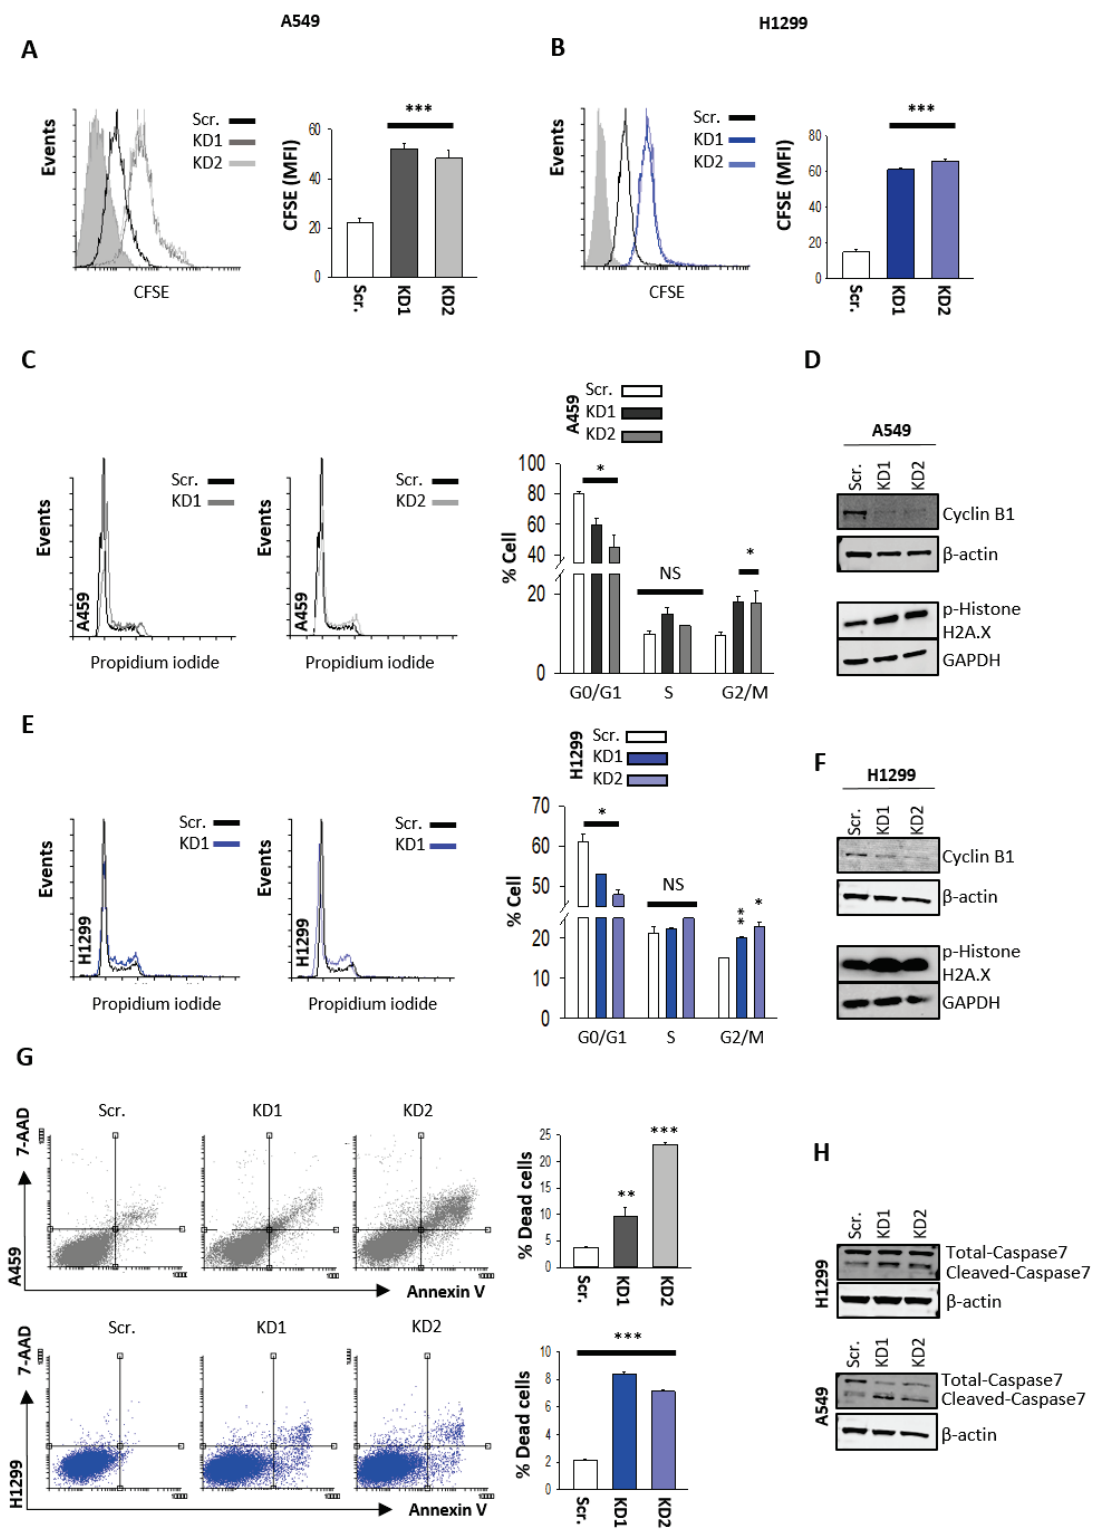 A549
H1299
A
B
Events
Scr.
KD1
KD2
CFSE
CFSE (MFI)
60
40
20
0
***
Scr.
KD1
KD2
Events
Scr.
KD1
KD2
CFSE
CFSE (MFI)
80
60
40
20
0
***
Scr.
KD1
KD2
C
D
Events
A459
Scr.
KD1
Propidium iodide
Events
A459
Scr.
KD2
Propidium iodide
A459
Scr.
KD1
KD2
% Cell
100
80
60
40
20
0
*
NS
*
G0/G1
S
G2/M
A549
Scr.
KD1
KD2
Cyclin B1
β-actin
p-Histone
H2A.X
GAPDH
E
F
Events
H1299
Scr.
KD1
Propidium iodide
Events
H1299
Scr.
KD1
Propidium iodide
H1299
Scr.
KD1
KD2
% Cell
70
60
50
20
10
0
*
NS
**
*
G0/G1
S
G2/M
H1299
Scr.
KD1
KD2
Cyclin B1
β-actin
p-Histone
H2A.X
GAPDH
G
H
7-AAD
A459
Scr.
KD1
KD2
Annexin V
% Dead cells
25
20
15
10
5
0
**
***
Scr.
KD1
KD2
7-AAD
H1299
Scr.
KD1
KD2
Annexin V
% Dead cells
10
8
6
4
2
0
***
Scr.
KD1
KD2
H1299
Scr.
KD1
KD2
Total-Caspase7
Cleaved-Caspase7
β-actin
A549
Scr.
KD1
KD2
Total-Caspase7
Cleaved-Caspase7
β-actin